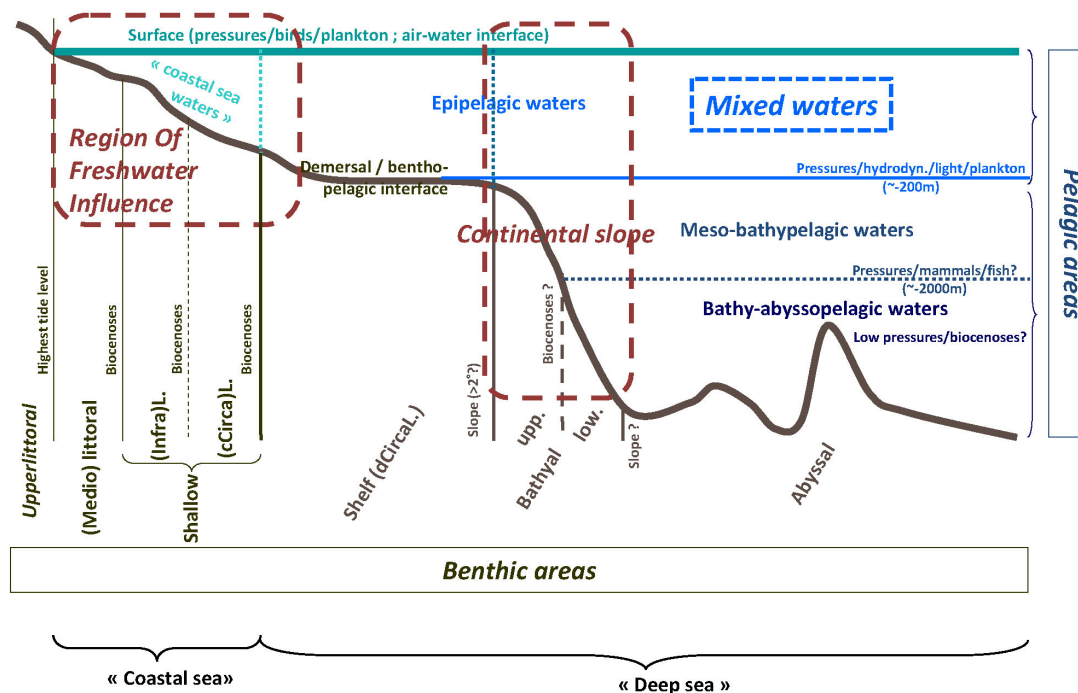 Surface (pressures/birds/plankton ; air-water interface)
« coastal sea
waters »
Epipelagic waters
Mixed waters
Region Of
Freshwater
Influence
Demersal / bentho-
pelagic interface
Pressures/hydrodyn./light/plankton
(~-200m)
Continental slope
Meso-bathypelagic waters
Pressures/mammals/fish?
(~-2000m)
Bathy-abyssopelagic waters
Low pressures/biocenoses?
Pelagic areas
Highest tide level
Biocenoses
Biocenoses
Biocenoses
Slope (>2°?)
Biocenoses ?
Slope ?
Upperlittoral
(Medio) littoral
(Infra)L.
(cCirca)L.
Shallow
Shelf (dCircaL.)
upp.
low.
Bathyal
Abyssal
Benthic areas
« Coastal sea»
« Deep sea »